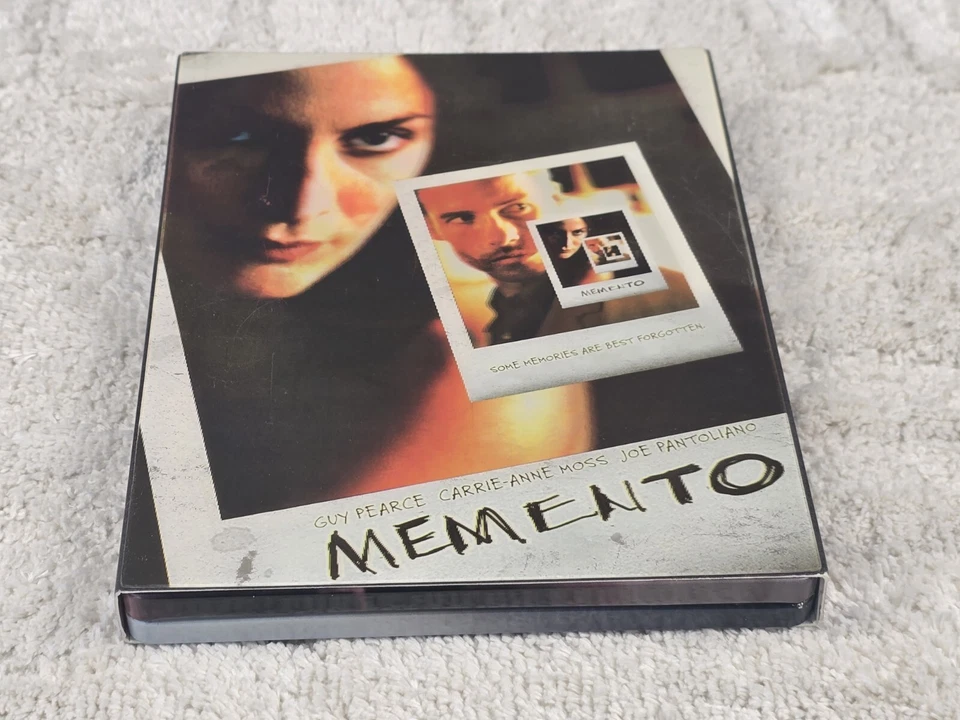 MEMENTO
SOME MEMORIES ARE BEST FORGOTTEN.
GUY PEARCE CARRIE-ANNE MOSS JOE PANTOLIANO
MEMENTO